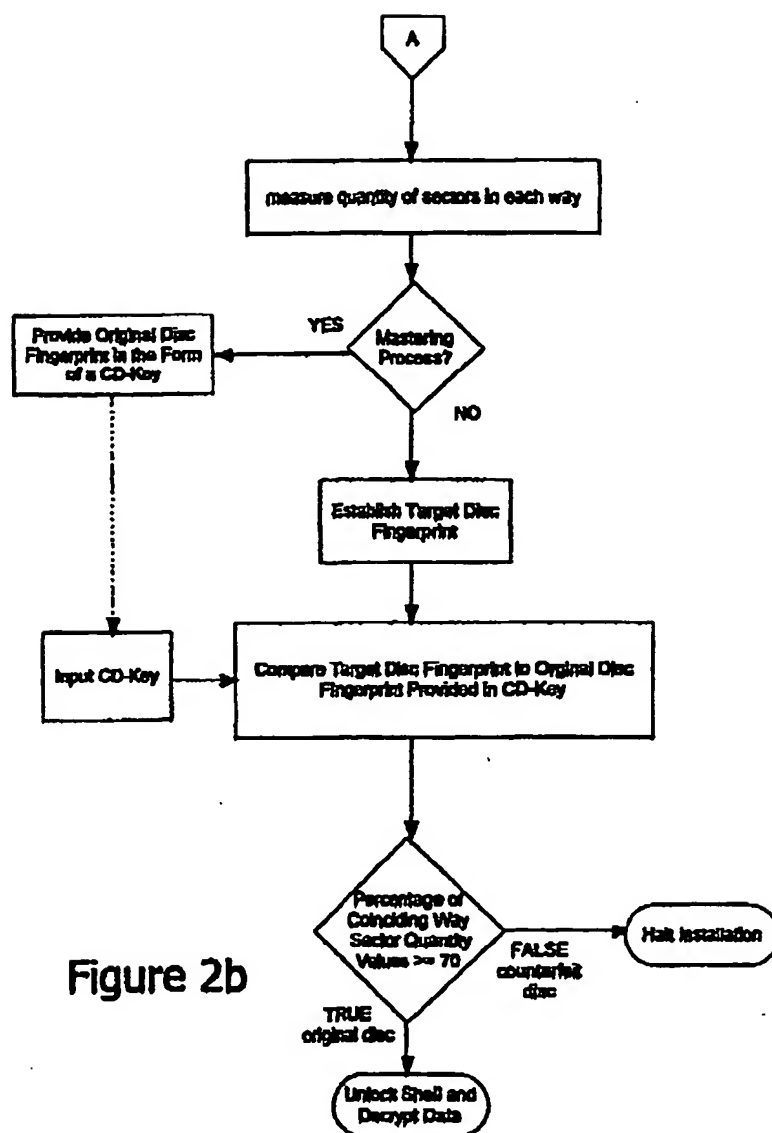 A
measure quantity of sectors in each way
Mastering
Process?
YES
Provide Original Disc
Fingerprint in the Form
of a CD-Key
NO
Establish Target Disc
Fingerprint
Input CD-Key
Compare Target Disc Fingerprint to Orginal Disc
Fingerprint Provided in CD-Key
Percentage of
Coinciding Way
Sector Quantity
Values >= 70
FALSE
counterfeit
disc
Halt Installation
TRUE
original disc
Unlock Shell and
Decrypt Data
Figure 2b